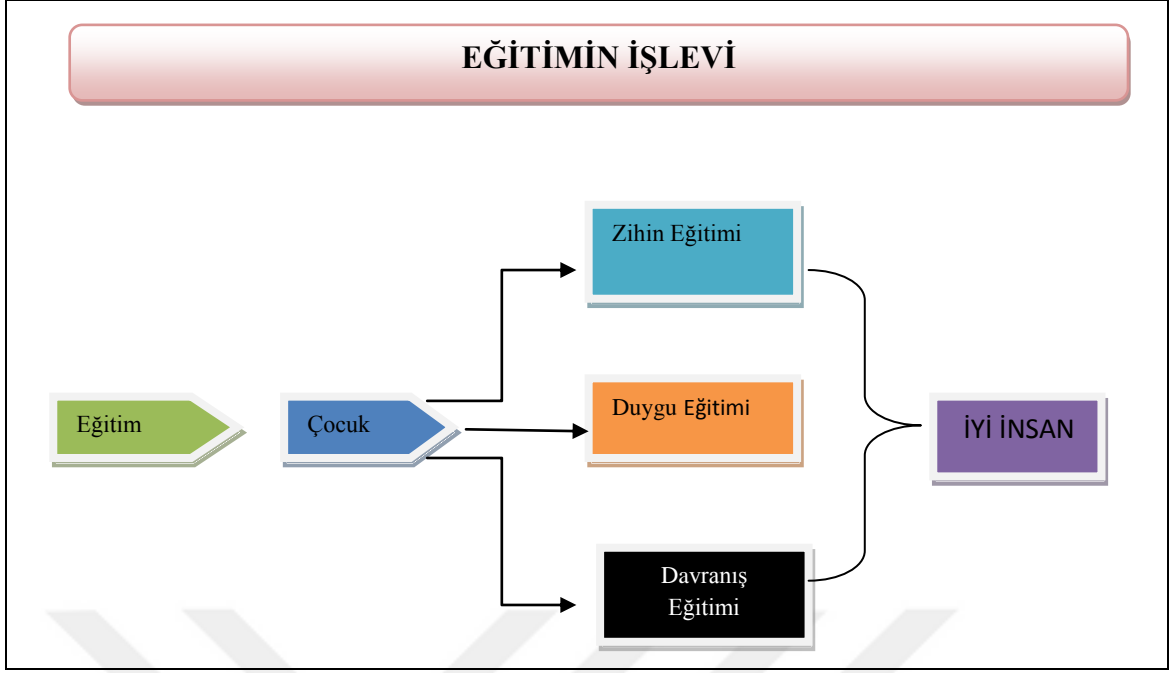 EĞİTİMİN İŞLEVİ
Zihin Eğitimi
Eğitim
Çocuk
Duygu Eğitimi
İYİ İNSAN
Davranış
Eğitimi